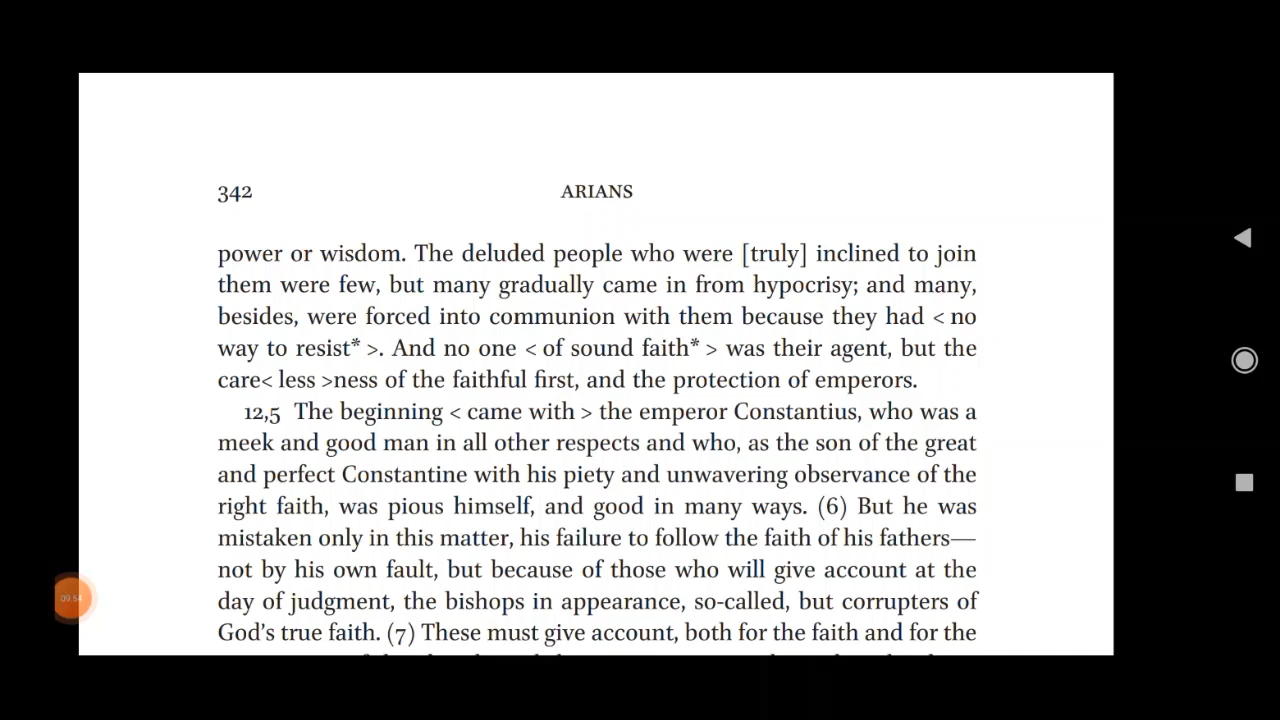 342 ARIANS
power or wisdom. The deluded people who were [truly] inclined to join
them were few, but many gradually came in from hypocrisy; and many,
besides, were forced into communion with them because they had < no
way to resist* >. And no one < of sound faith* > was their agent, but the
care< less >ness of the faithful first, and the protection of emperors.
12,5 The beginning < came with > the emperor Constantius, who was a
meek and good man in all other respects and who, as the son of the great
and perfect Constantine with his piety and unwavering observance of the
right faith, was pious himself, and good in many ways. (6) But he was
mistaken only in this matter, his failure to follow the faith of his fathers—
not by his own fault, but because of those who will give account at the
day of judgment, the bishops in appearance, so-called, but corrupters of
God's true faith. (7) These must give account, both for the faith and for the
09:54